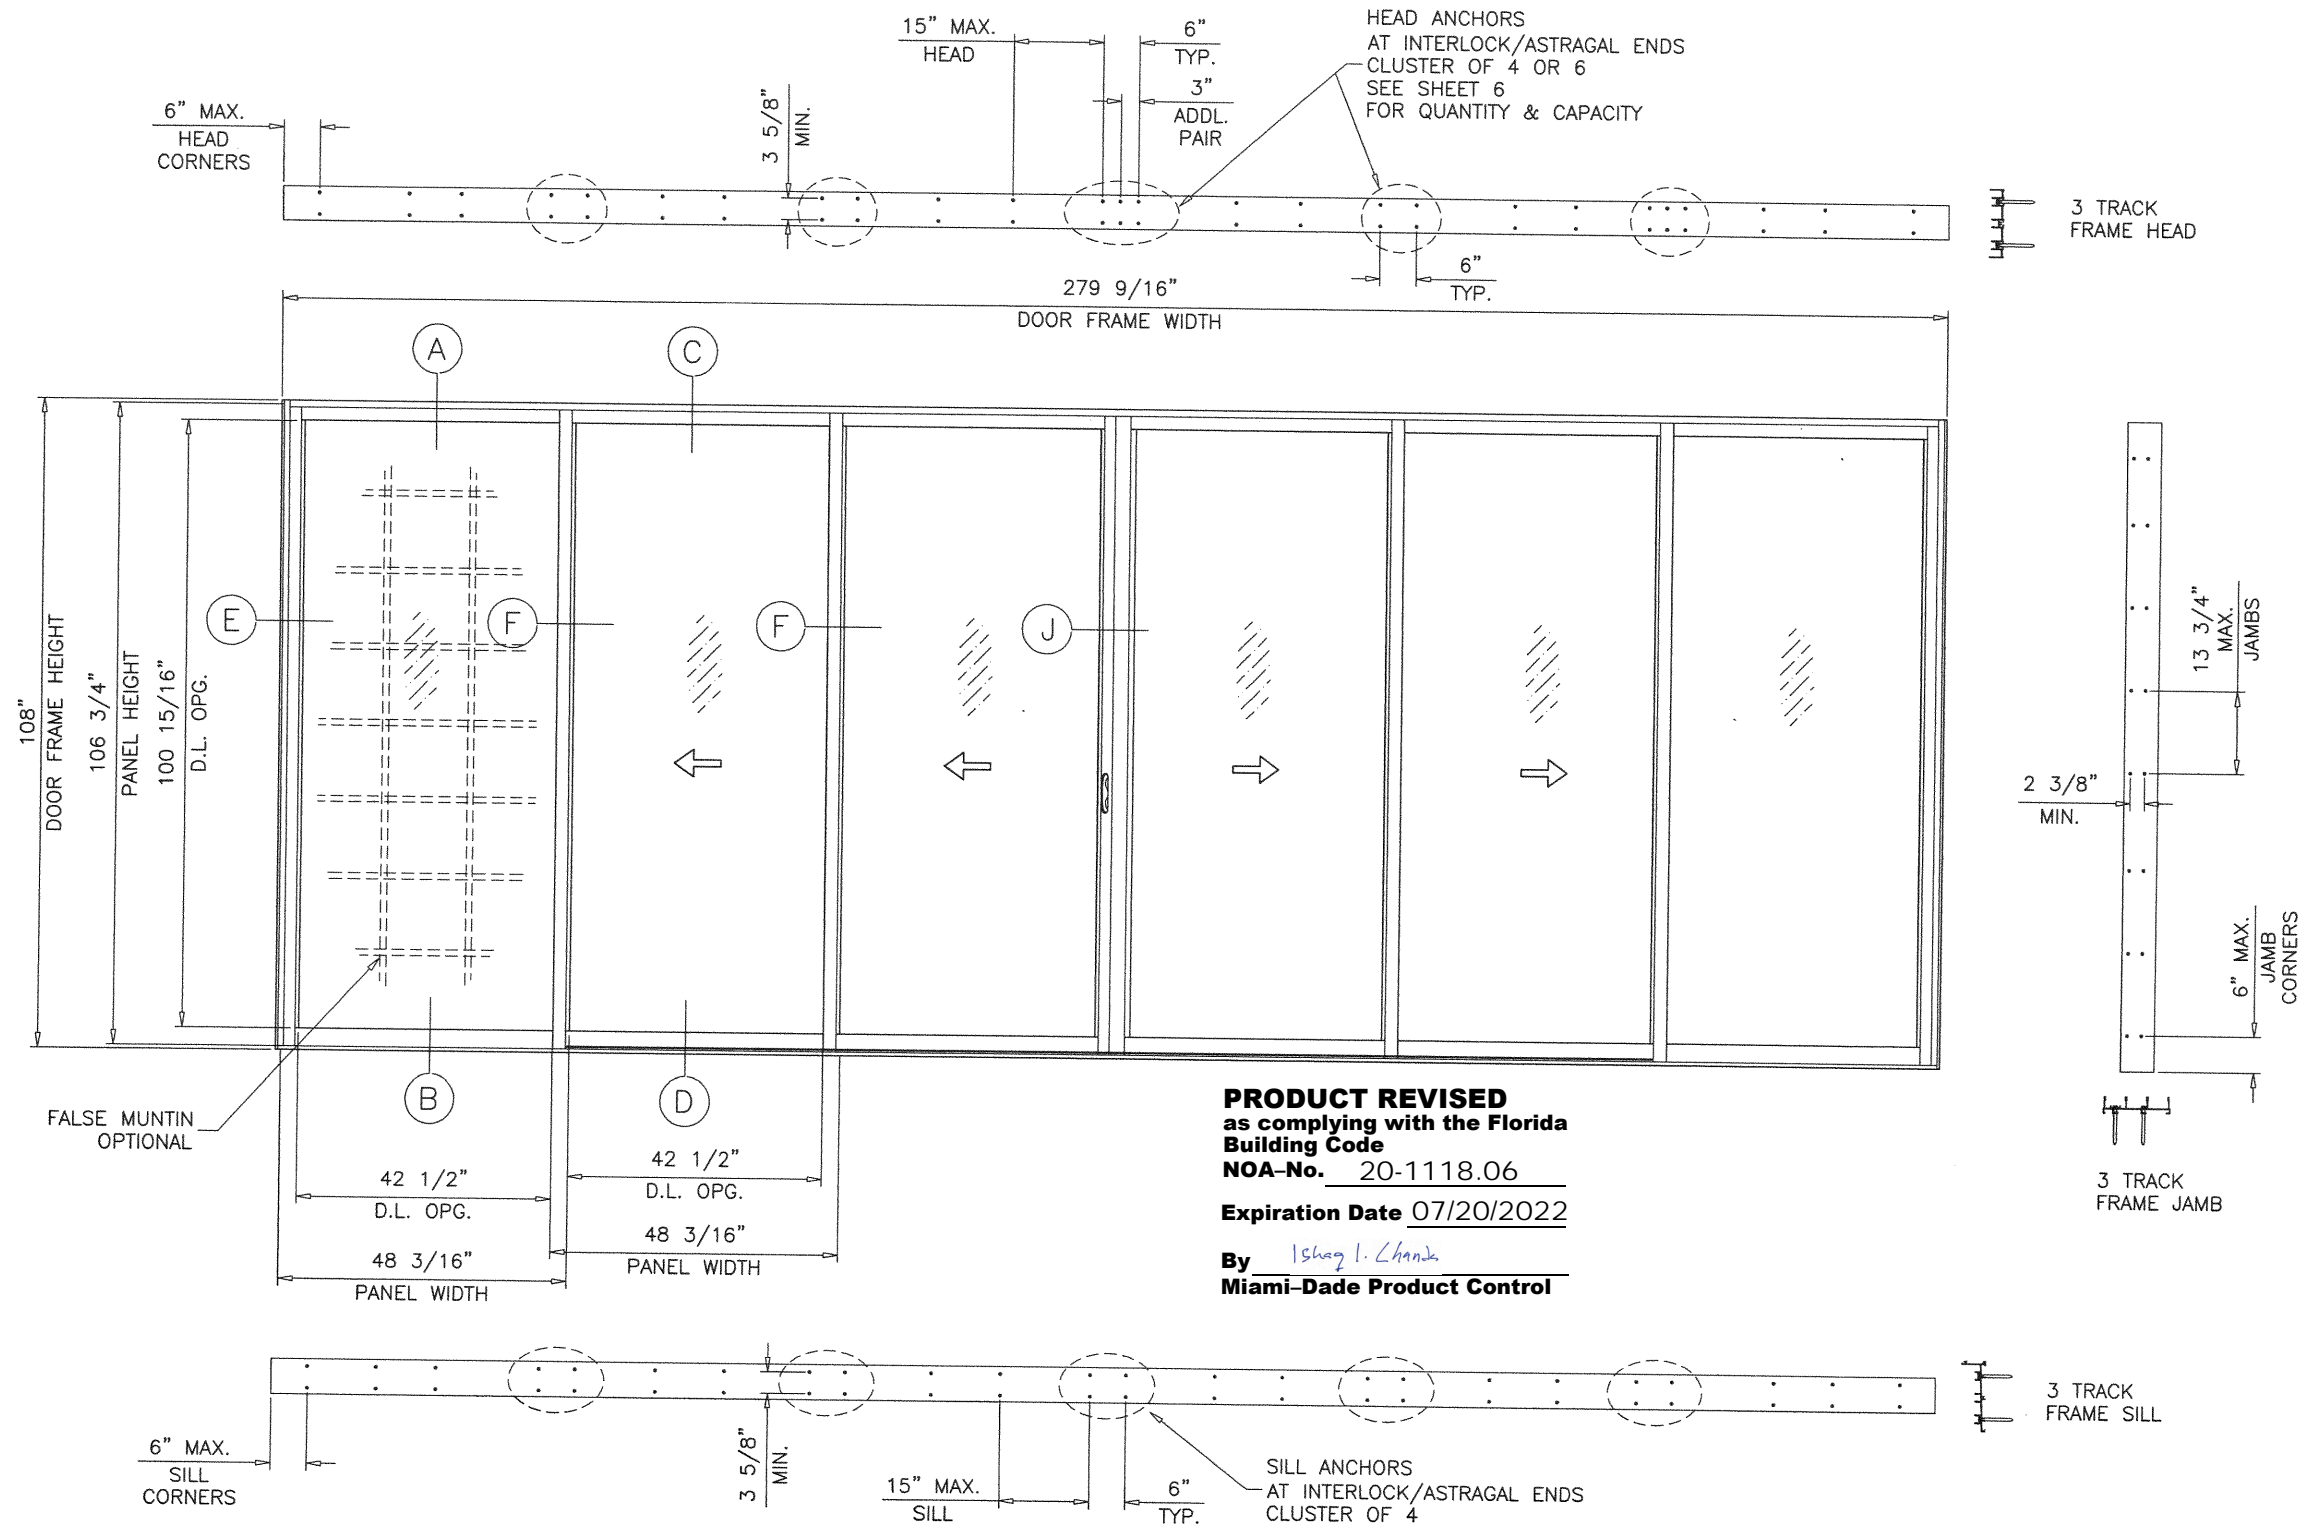 15" MAX.
HEAD
6"
TYP.
3"
ADDL.
PAIR
HEAD ANCHORS
AT INTERLOCK/ASTRAGAL ENDS
CLUSTER OF 4 OR 6
SEE SHEET 6
FOR QUANTITY & CAPACITY
6" MAX.
HEAD
CORNERS
3 5/8"
MIN.
3 TRACK
FRAME HEAD
6"
TYP.
279 9/16"
DOOR FRAME WIDTH
A
C
108"
DOOR FRAME HEIGHT
106 3/4"
PANEL HEIGHT
100 15/16"
D.L. OPG.
E
F
F
J
13 3/4"
MAX.
JAMBS
2 3/8"
MIN.
6" MAX.
JAMB
CORNERS
B
D
FALSE MUNTIN
OPTIONAL
42 1/2"
D.L. OPG.
42 1/2"
D.L. OPG.
48 3/16"
PANEL WIDTH
48 3/16"
PANEL WIDTH
PRODUCT REVISED
as complying with the Florida
Building Code
NOA–No. 20-1118.06
Expiration Date 07/20/2022
By Ishaq I. Chanda
Miami–Dade Product Control
3 TRACK
FRAME JAMB
6" MAX.
SILL
CORNERS
3 5/8"
MIN.
15" MAX.
SILL
6"
TYP.
SILL ANCHORS
AT INTERLOCK/ASTRAGAL ENDS
CLUSTER OF 4
3 TRACK
FRAME SILL